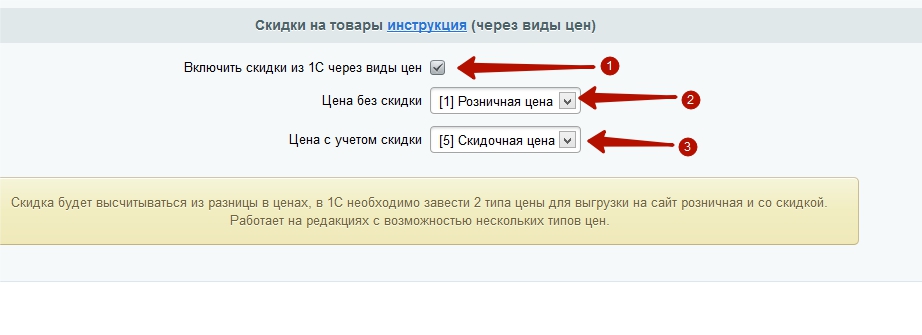 Скидки на товары инструкция (через виды цен)
Включить скидки из 1С через виды цен
1
Цена без скидки [1] Розничная цена
2
Цена с учетом скидки [5] Скидочная цена
3
Скидка будет высчитываться из разницы в ценах, в 1С необходимо завести 2 типа цены для выгрузки на сайт розничная и со скидкой.
Работает на редакциях с возможностью нескольких типов цен.